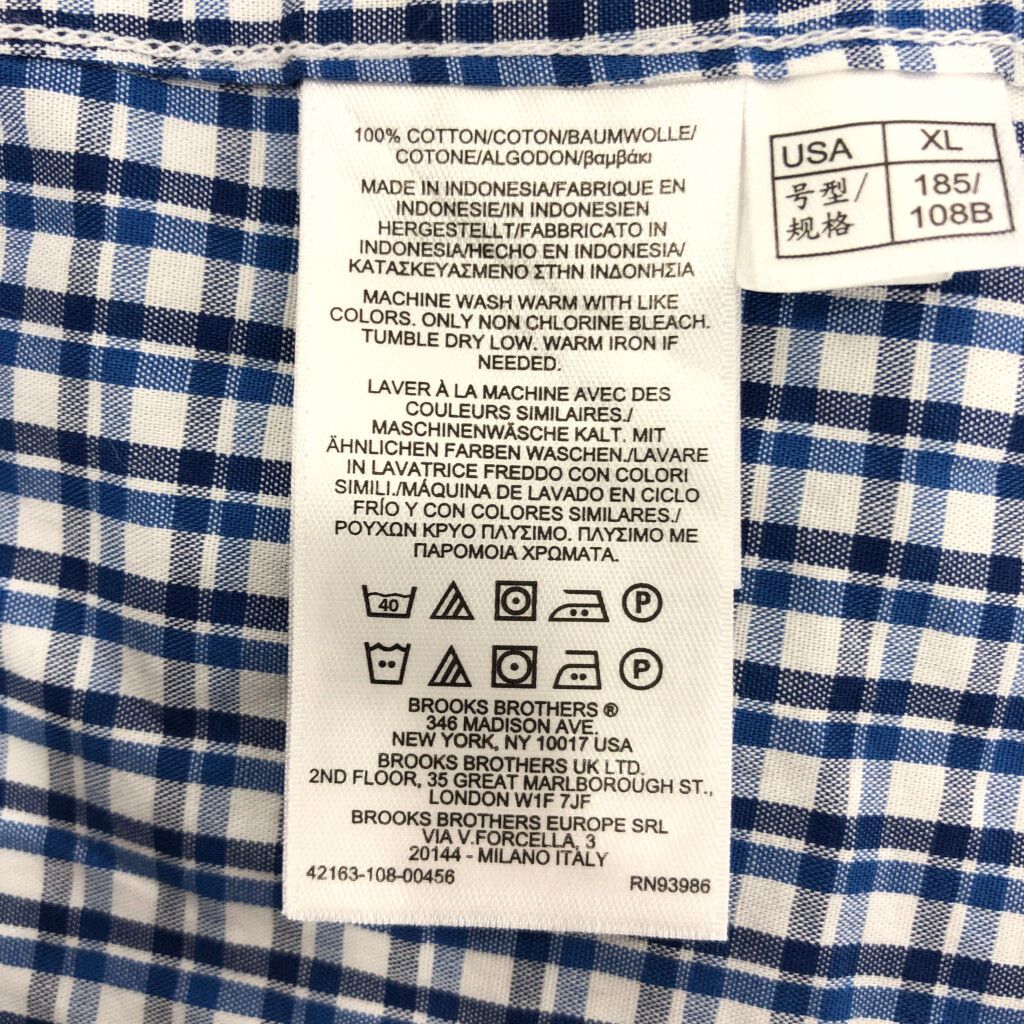 100% COTTON/COTON/BAUMWOLLE/
COTONE/ALGODON/βαμβάκι
MADE IN INDONESIA/FABRIQUE EN
INDONESIE/IN INDONESIEN
HERGESTELLT/FABBRICATO IN
INDONESIA/HECHO EN INDONESIA/
ΚΑΤΑΣΚΕΥΑΣΜΕΝΟ ΣΤΗΝ ΙΝΔΟΝΗΣΙΑ
MACHINE WASH WARM WITH LIKE
COLORS. ONLY NON CHLORINE BLEACH.
TUMBLE DRY LOW. WARM IRON IF
NEEDED.
LAVER À LA MACHINE AVEC DES
COULEURS SIMILAIRES./
MASCHINENWÄSCHE KALT. MIT
ÄHNLICHEN FARBEN WASCHEN./LAVARE
IN LAVATRICE FREDDO CON COLORI
SIMILI./MÁQUINA DE LAVADO EN CICLO
FRÍO Y CON COLORES SIMILARES./
ΡΟΥΧΩΝ ΚΡΥΟ ΠΛΥΣΙΜΟ. ΠΛΥΣΙΜΟ ΜΕ
ΠΑΡΟΜΟΙΑ ΧΡΩΜΑΤΑ.
40 P
P
BROOKS BROTHERS ®
346 MADISON AVE.
NEW YORK, NY 10017 USA
BROOKS BROTHERS UK LTD.
2ND FLOOR, 35 GREAT MARLBOROUGH ST.,
LONDON W1F 7JF
BROOKS BROTHERS EUROPE SRL
VIA V.FORCELLA, 3
20144 - MILANO ITALY
42163-108-00456 RN93986
USA XL
号型/ 185/
规格 108B